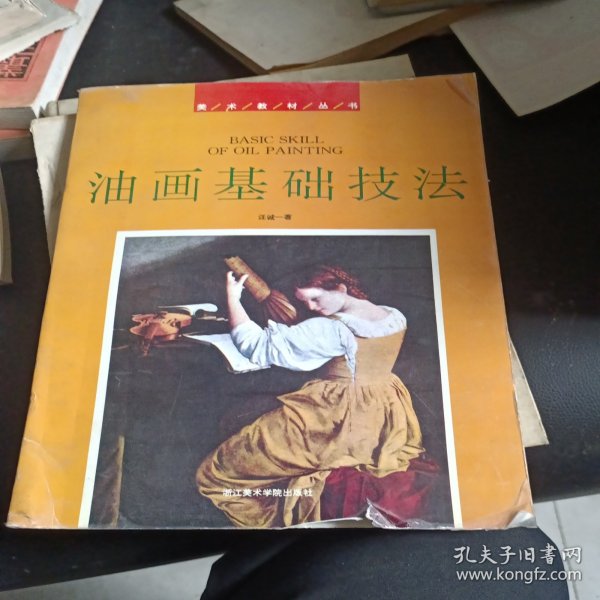 美/术/教/材/丛/书
BASIC SKILL
OF OIL PAINTING
油画基础技法
汪诚一著
浙江美术学院出版社
孔夫子旧书网
www.kongfz.com